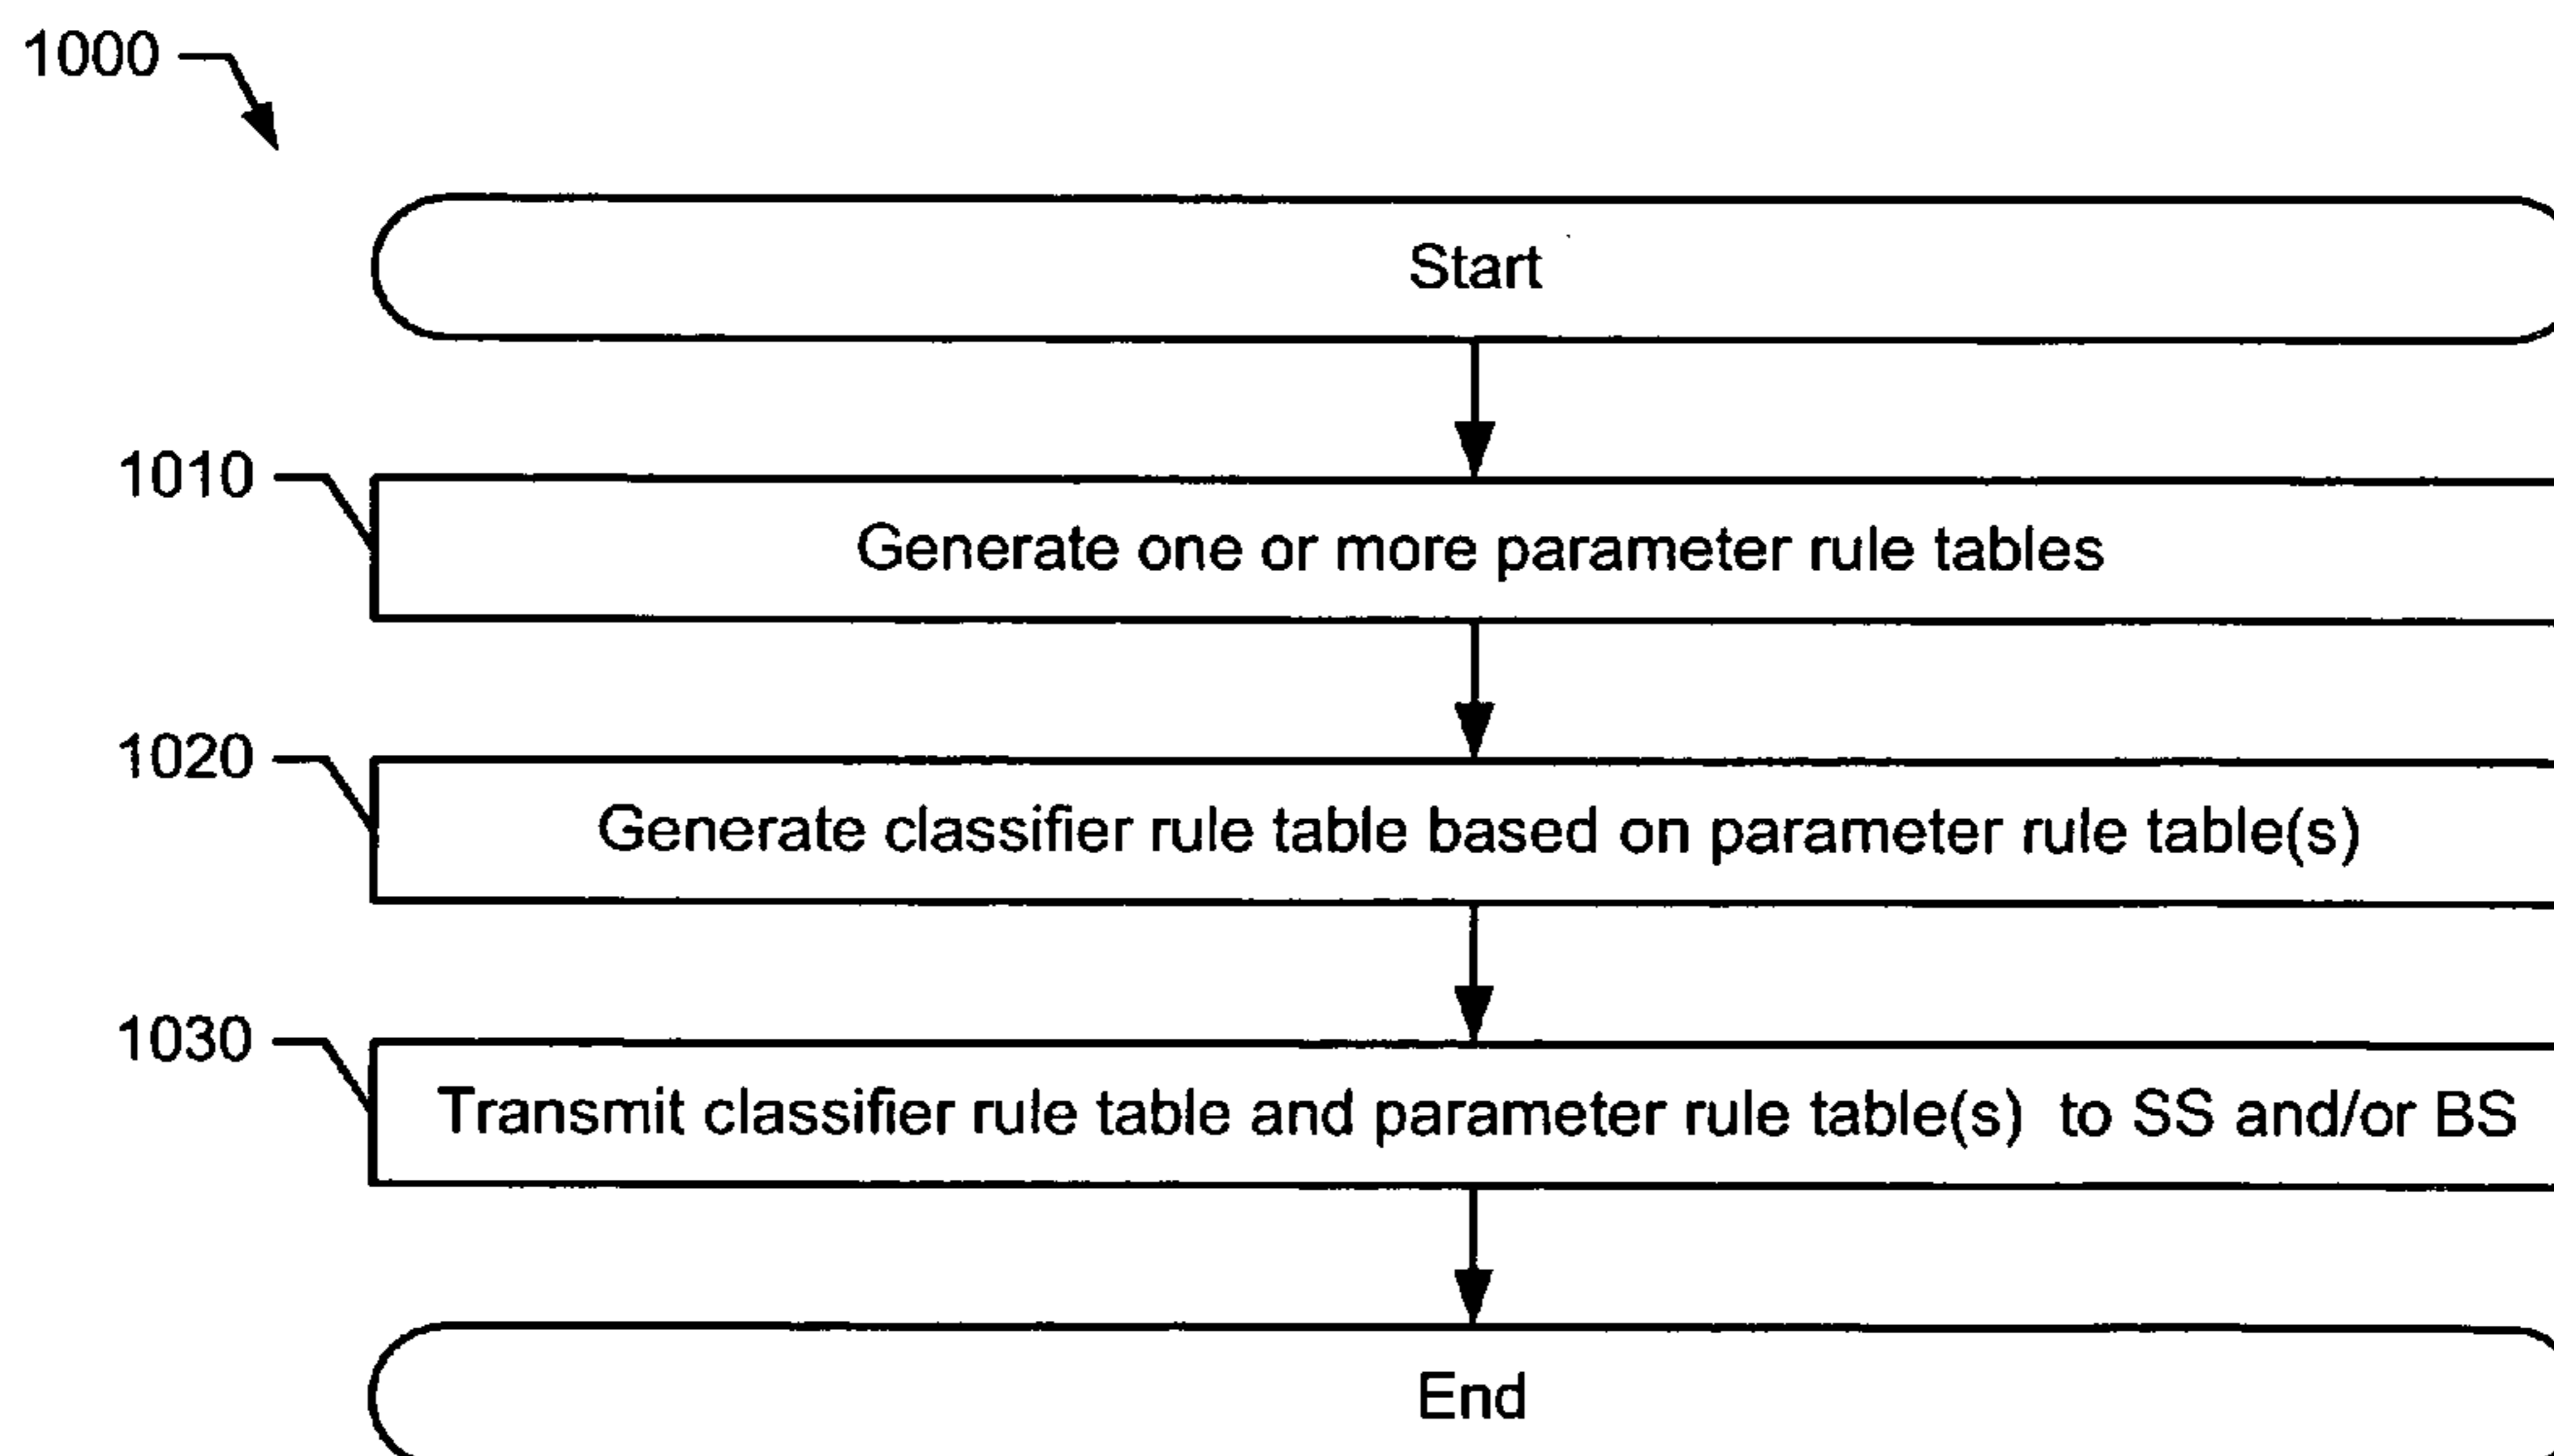 1000
Start
1010
Generate one or more parameter rule tables
1020
Generate classifier rule table based on parameter rule table(s)
1030
Transmit classifier rule table and parameter rule table(s) to SS and/or BS
End